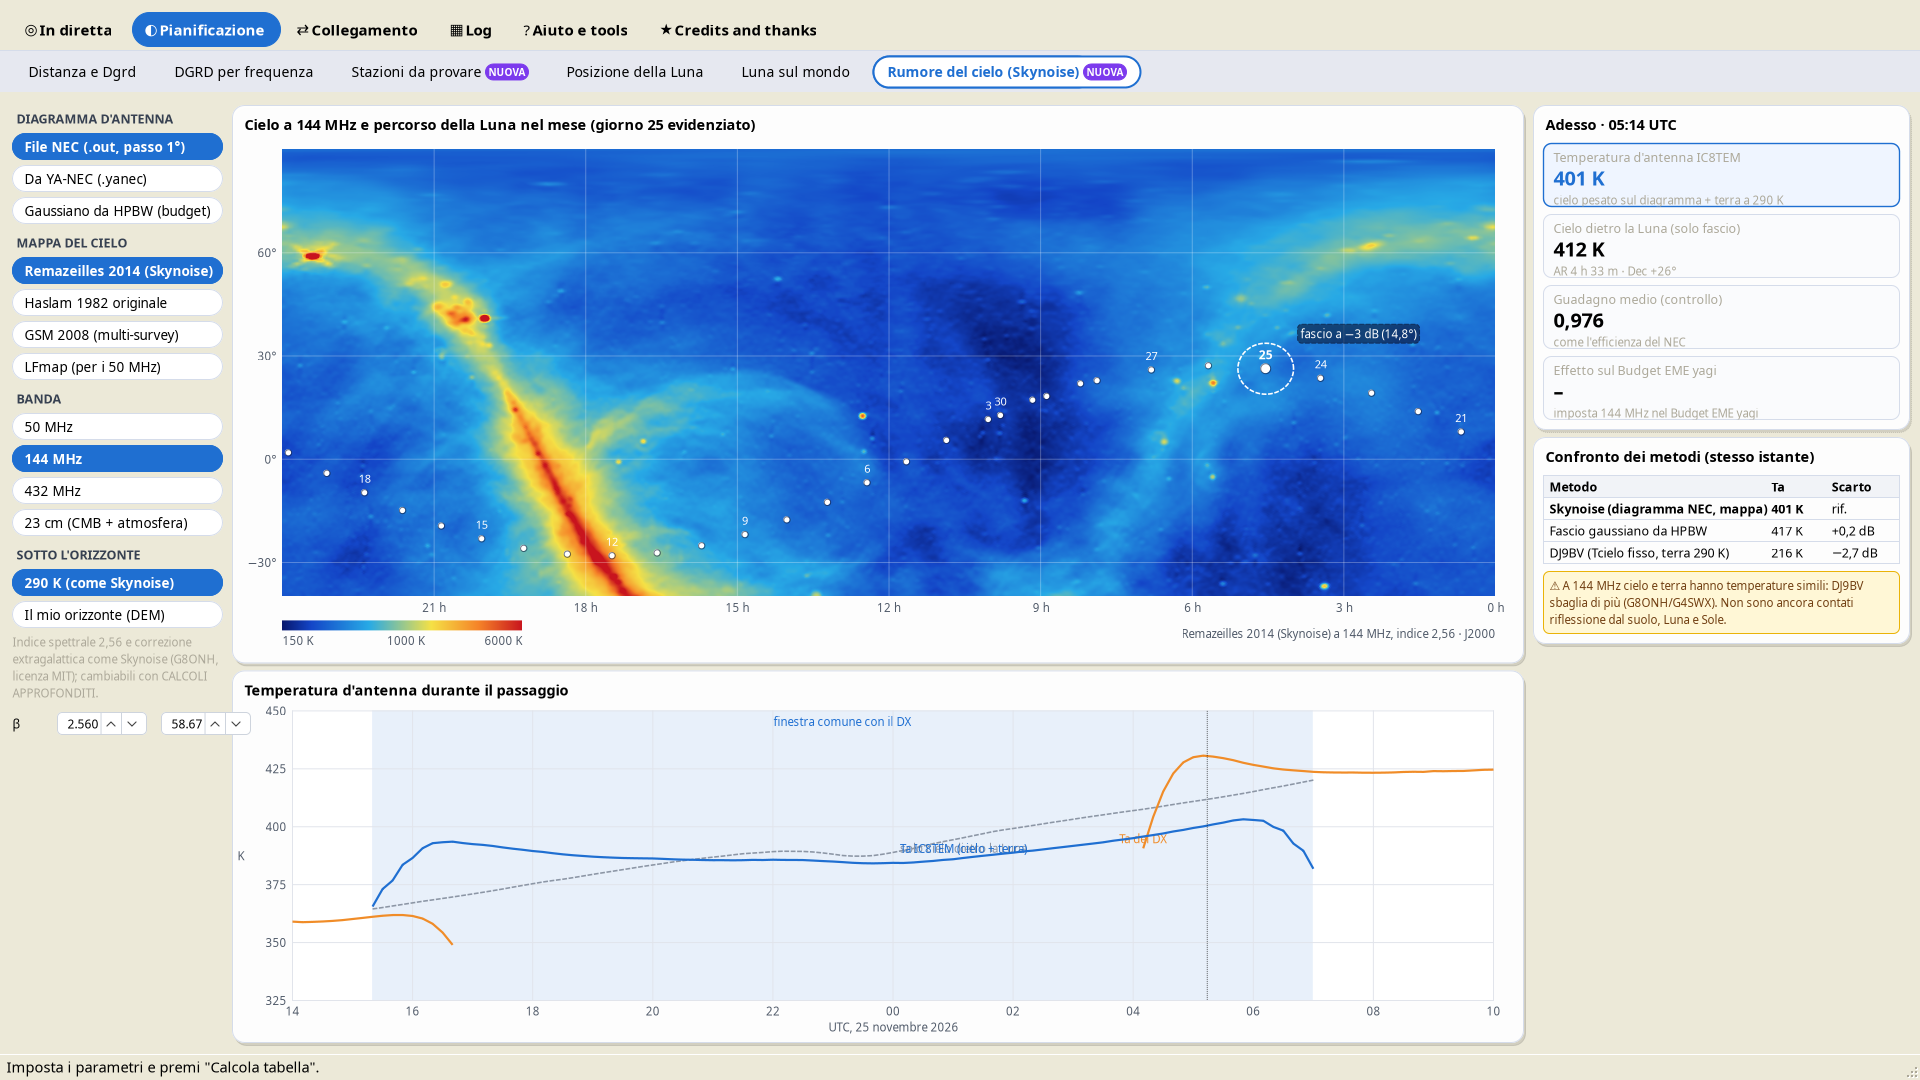 ◎ In diretta
◐ Pianificazione
⇄ Collegamento
▦ Log
? Aiuto e tools
★ Credits and thanks
Distanza e Dgrd
DGRD per frequenza
Stazioni da provare NUOVA
Posizione della Luna
Luna sul mondo
Rumore del cielo (Skynoise) NUOVA
DIAGRAMMA D'ANTENNA
File NEC (.out, passo 1°)
Da YA-NEC (.yanec)
Gaussiano da HPBW (budget)
MAPPA DEL CIELO
Remazeilles 2014 (Skynoise)
Haslam 1982 originale
GSM 2008 (multi-survey)
LFmap (per i 50 MHz)
BANDA
50 MHz
144 MHz
432 MHz
23 cm (CMB + atmosfera)
SOTTO L'ORIZZONTE
290 K (come Skynoise)
Il mio orizzonte (DEM)
Indice spettrale 2,56 e correzione
extragalattica come Skynoise (G8ONH,
licenza MIT); cambiabili con CALCOLI
APPROFONDITI.
β 2.560 58.67
Cielo a 144 MHz e percorso della Luna nel mese (giorno 25 evidenziato)
60°
30°
0°
−30°
fascio a −3 dB (14,8°)
27
25
24
21
3 30
6
18
15
12
9
21 h
18 h
15 h
12 h
9 h
6 h
3 h
0 h
150 K
1000 K
6000 K
Remazeilles 2014 (Skynoise) a 144 MHz, indice 2,56 · J2000
Temperatura d'antenna durante il passaggio
finestra comune con il DX
450
425
400
375
350
325
K
Ta IC8TEM (cielo + terra)
Ta del DX
14
16
18
20
22
00
02
04
06
08
10
UTC, 25 novembre 2026
Adesso · 05:14 UTC
Temperatura d'antenna IC8TEM
401 K
cielo pesato sul diagramma + terra a 290 K
Cielo dietro la Luna (solo fascio)
412 K
AR 4 h 33 m · Dec +26°
Guadagno medio (controllo)
0,976
come l'efficienza del NEC
Effetto sul Budget EME yagi
–
imposta 144 MHz nel Budget EME yagi
Confronto dei metodi (stesso istante)
Metodo Ta Scarto
Skynoise (diagramma NEC, mappa) 401 K rif.
Fascio gaussiano da HPBW 417 K +0,2 dB
DJ9BV (Tcielo fisso, terra 290 K) 216 K −2,7 dB
⚠ A 144 MHz cielo e terra hanno temperature simili: DJ9BV
sbaglia di più (G8ONH/G4SWX). Non sono ancora contati
riflessione dal suolo, Luna e Sole.
Imposta i parametri e premi "Calcola tabella".